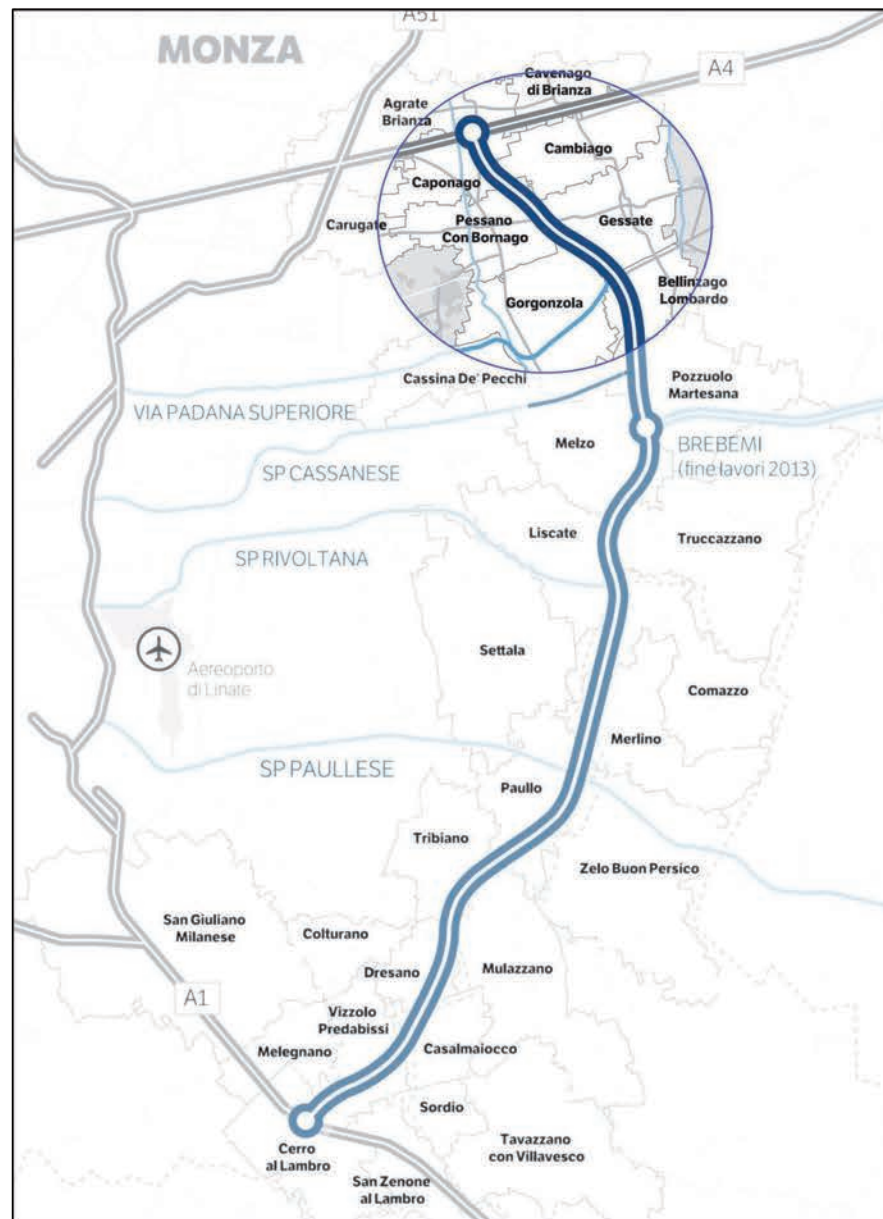 A51
MONZA
A4
Cavenago
di Brianza
Agrate
Brianza
Cambiago
Caponago
Carugate
Pessano
Con Bornago
Gessate
Bellinzago
Lombardo
Gorgonzola
Cassina De' Pecchi
Pozzuolo
Martesana
VIA PADANA SUPERIORE
Melzo
BREBEMI
(fine lavori 2013)
SP CASSANESE
Liscate
Truccazzano
SP RIVOLTANA
Settala
Aereoporto
di Linate
Comazzo
Merlino
SP PAULLESE
Paullo
Tribiano
Zelo Buon Persico
San Giuliano
Milanese
Colturano
Dresano
Mulazzano
A1
Vizzolo
Predabissi
Melegnano
Casalmaiocco
Sordio
Cerro
al Lambro
Tavazzano
con Villavesco
San Zenone
al Lambro